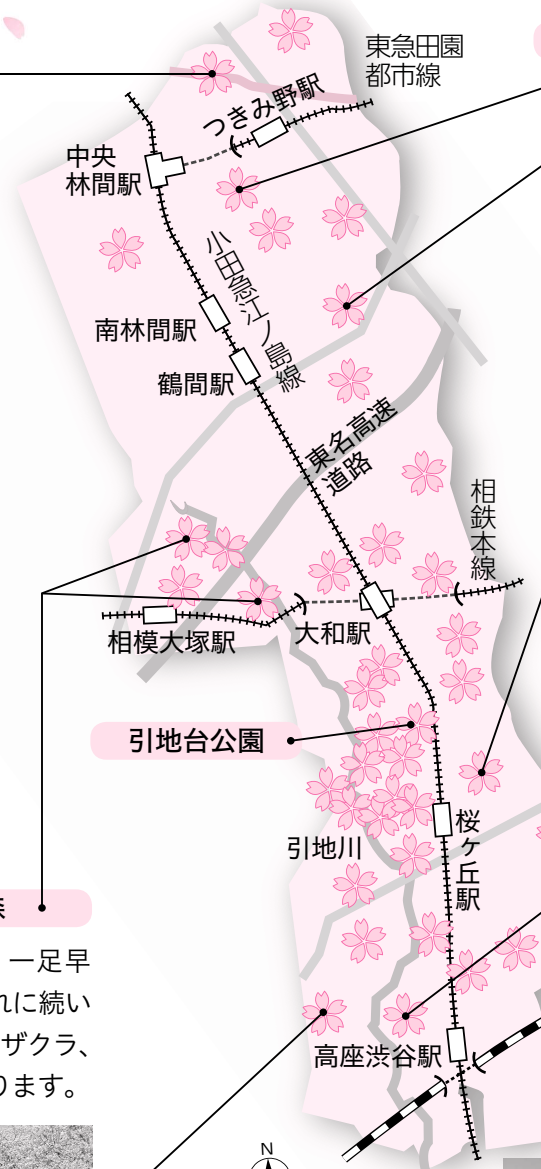 東急田園
都市線
つきみ野駅
中央
林間駅
小田急江ノ島線
南林間駅
鶴間駅
東名高速
道路
相鉄本線
相模大塚駅
大和駅
引地台公園
桜ヶ丘駅
引地川
一足早
れに続い
ザクラ、
ります。
高座渋谷駅
N